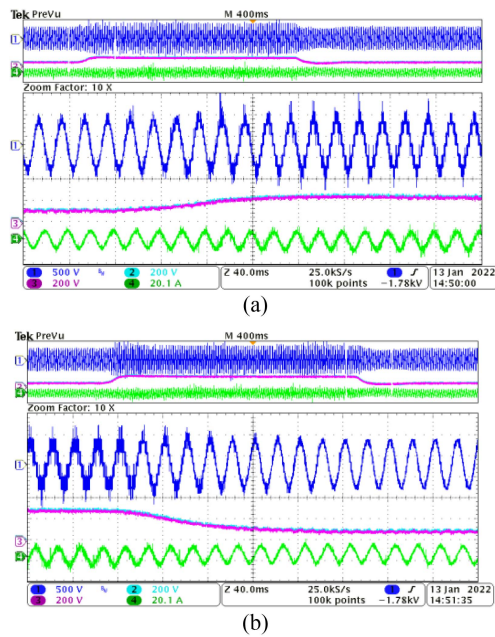 Tek PreVu M 400ms
1
4
Zoom Factor: 10 X
1
3
4
1 500 V 2 200 V Z 40.0ms 25.0kS/s 1 13 Jan 2022
3 200 V 4 20.1 A 100k points −1.78kV 14:50:00
(a)
Tek PreVu M 400ms
1
4
Zoom Factor: 10 X
1
3
4
1 500 V 2 200 V Z 40.0ms 25.0kS/s 1 13 Jan 2022
3 200 V 4 20.1 A 100k points −1.78kV 14:51:35
(b)